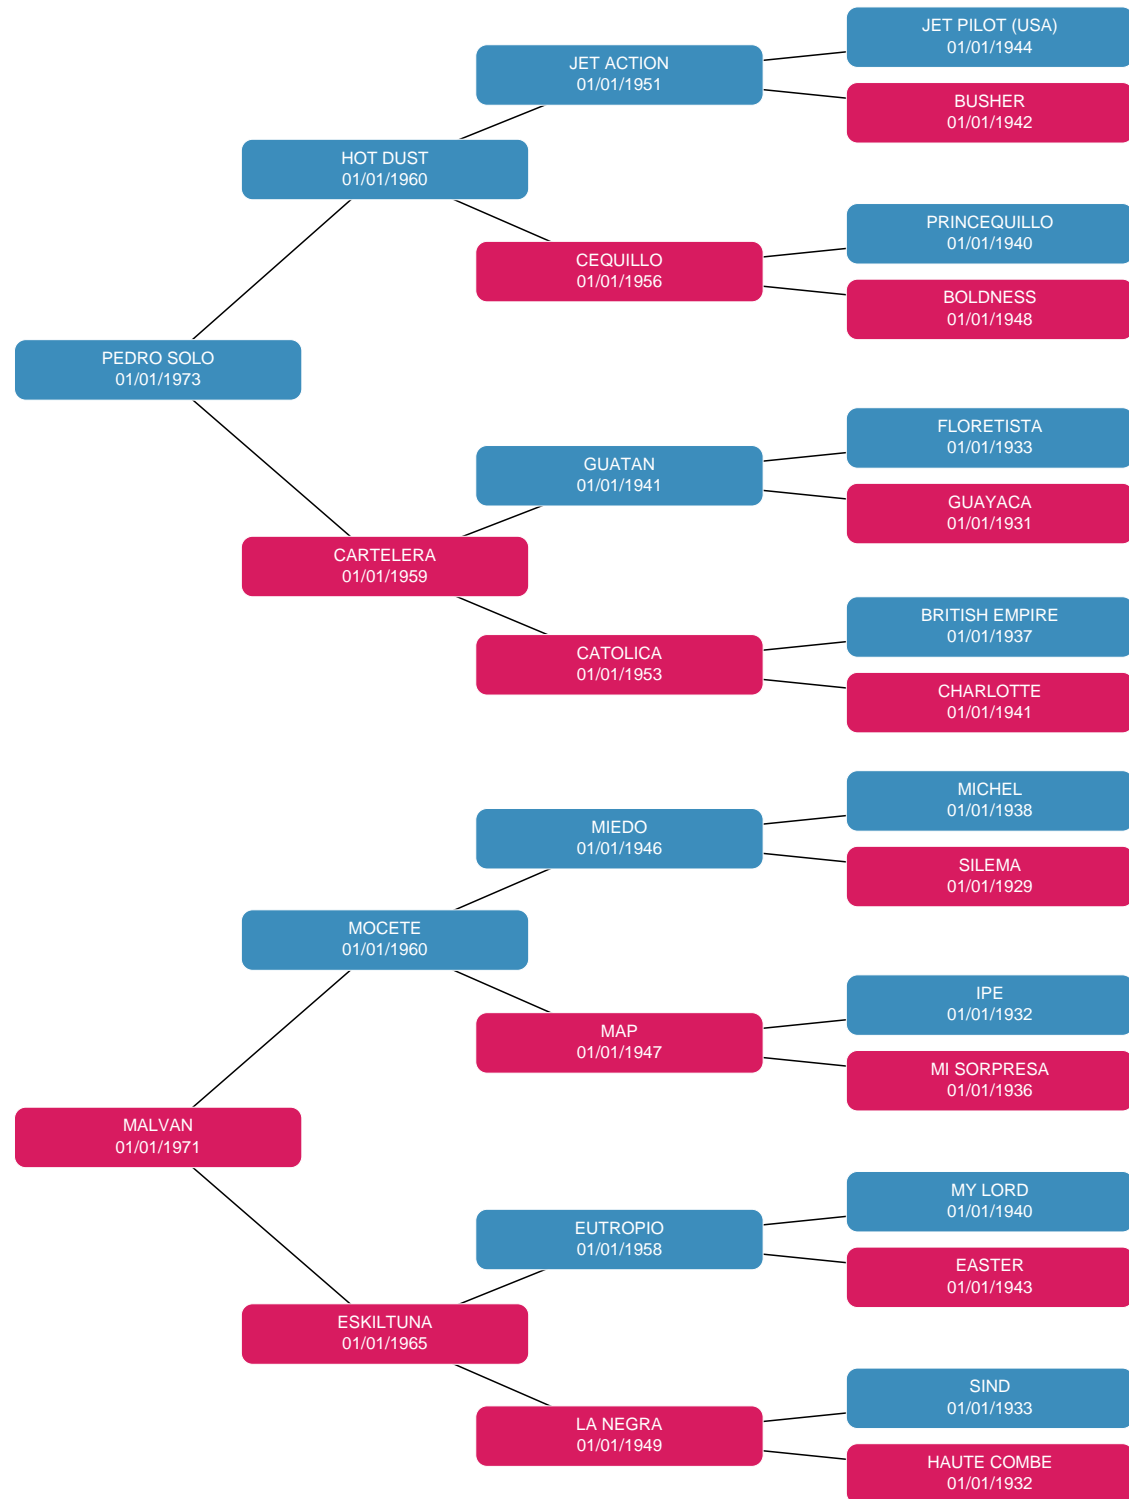 JET PILOT (USA)
01/01/1944
JET ACTION
01/01/1951
BUSHER
01/01/1942
HOT DUST
01/01/1960
PRINCEQUILLO
01/01/1940
CEQUILLO
01/01/1956
BOLDNESS
01/01/1948
PEDRO SOLO
01/01/1973
FLORETISTA
01/01/1933
GUATAN
01/01/1941
GUAYACA
01/01/1931
CARTELERA
01/01/1959
BRITISH EMPIRE
01/01/1937
CATOLICA
01/01/1953
CHARLOTTE
01/01/1941
MICHEL
01/01/1938
MIEDO
01/01/1946
SILEMA
01/01/1929
MOCETE
01/01/1960
IPE
01/01/1932
MAP
01/01/1947
MI SORPRESA
01/01/1936
MALVAN
01/01/1971
MY LORD
01/01/1940
EUTROPIO
01/01/1958
EASTER
01/01/1943
ESKILTUNA
01/01/1965
SIND
01/01/1933
LA NEGRA
01/01/1949
HAUTE COMBE
01/01/1932